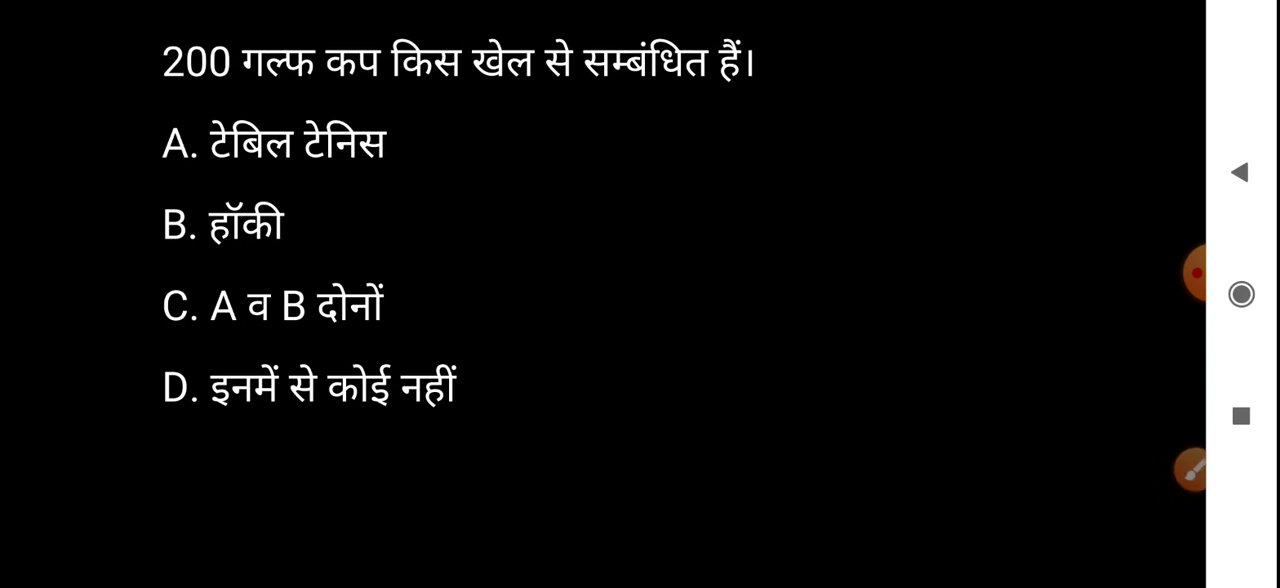 200 गल्फ कप किस खेल से सम्बंधित हैं।
A. टेबिल टेनिस
B. हॉकी
C. A व B दोनों
D. इनमें से कोई नहीं